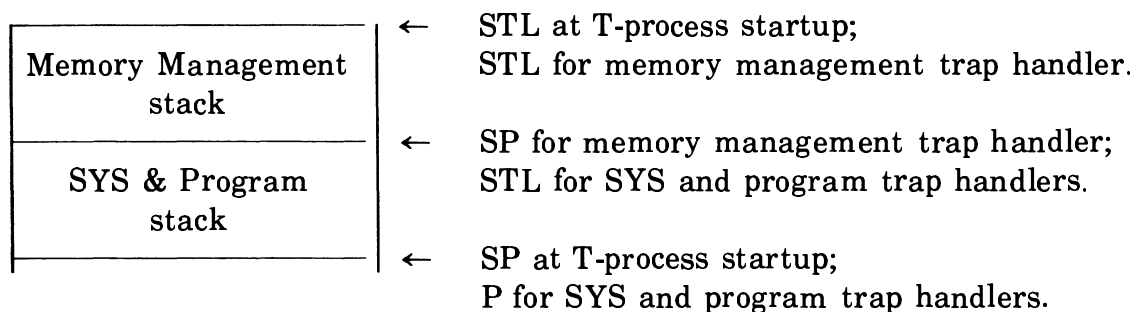 ← STL at T-process startup;
Memory Management STL for memory management trap handler.
stack
← SP for memory management trap handler;
SYS & Program STL for SYS and program trap handlers.
stack
← SP at T-process startup;
P for SYS and program trap handlers.